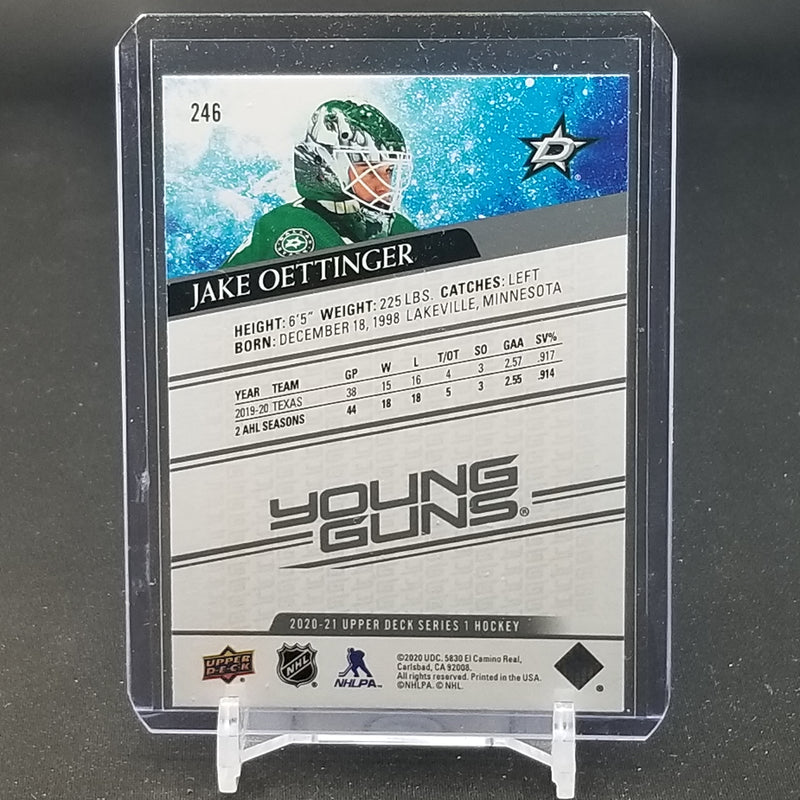 246
D
JAKE OETTINGER
HEIGHT: 6'5" WEIGHT: 225 LBS. CATCHES: LEFT
BORN: DECEMBER 18, 1998 LAKEVILLE, MINNESOTA
YEAR TEAM GP W L T/OT SO GAA SV%
2019-20 TEXAS 38 15 16 4 3 2.57 .917
2 AHL SEASONS 44 18 18 5 3 2.55 .914
YOUNG
GUNS®
2020-21 UPPER DECK SERIES 1 HOCKEY
UPPER
D·E·C·K
NHL
NHLPA
©2020 UDC. 5830 El Camino Real,
Carlsbad, CA 92008.
All rights reserved. Printed in the USA.
©NHLPA. © NHL.